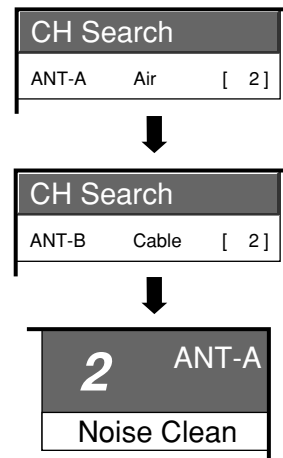 CH Search
ANT-A Air [ 2 ]
CH Search
ANT-B Cable [ 2 ]
2 ANT-A
Noise Clean